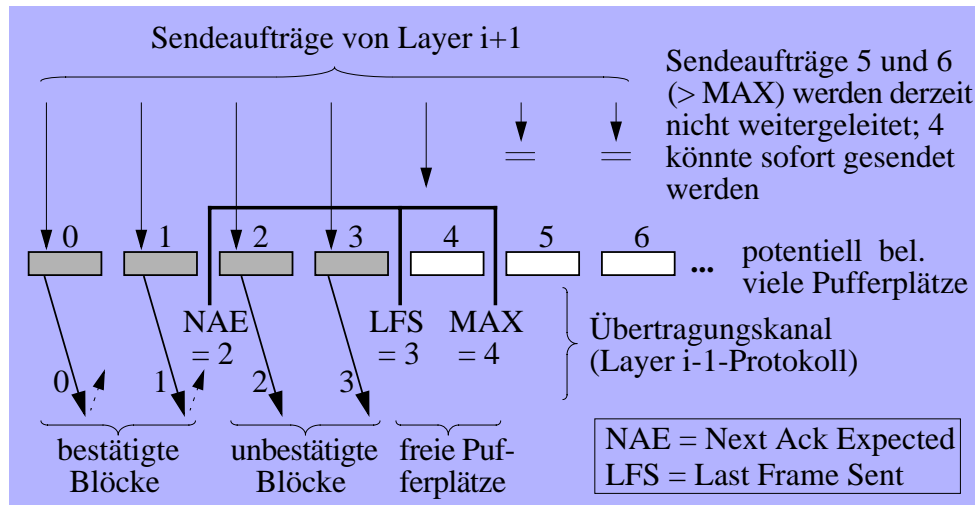 Sendeaufträge von Layer i+1
Sendeaufträge 5 und 6
(> MAX) werden derzeit
nicht weitergeleitet; 4
könnte sofort gesendet
werden
0 1 2 3 4 5 6
... potentiell bel.
viele Pufferplätze
NAE
= 2
LFS
= 3
MAX
= 4
Übertragungskanal
(Layer i-1-Protokoll)
0 1 2 3
bestätigte
Blöcke
unbestätigte
Blöcke
freie Puf-
ferplätze
NAE = Next Ack Expected
LFS = Last Frame Sent